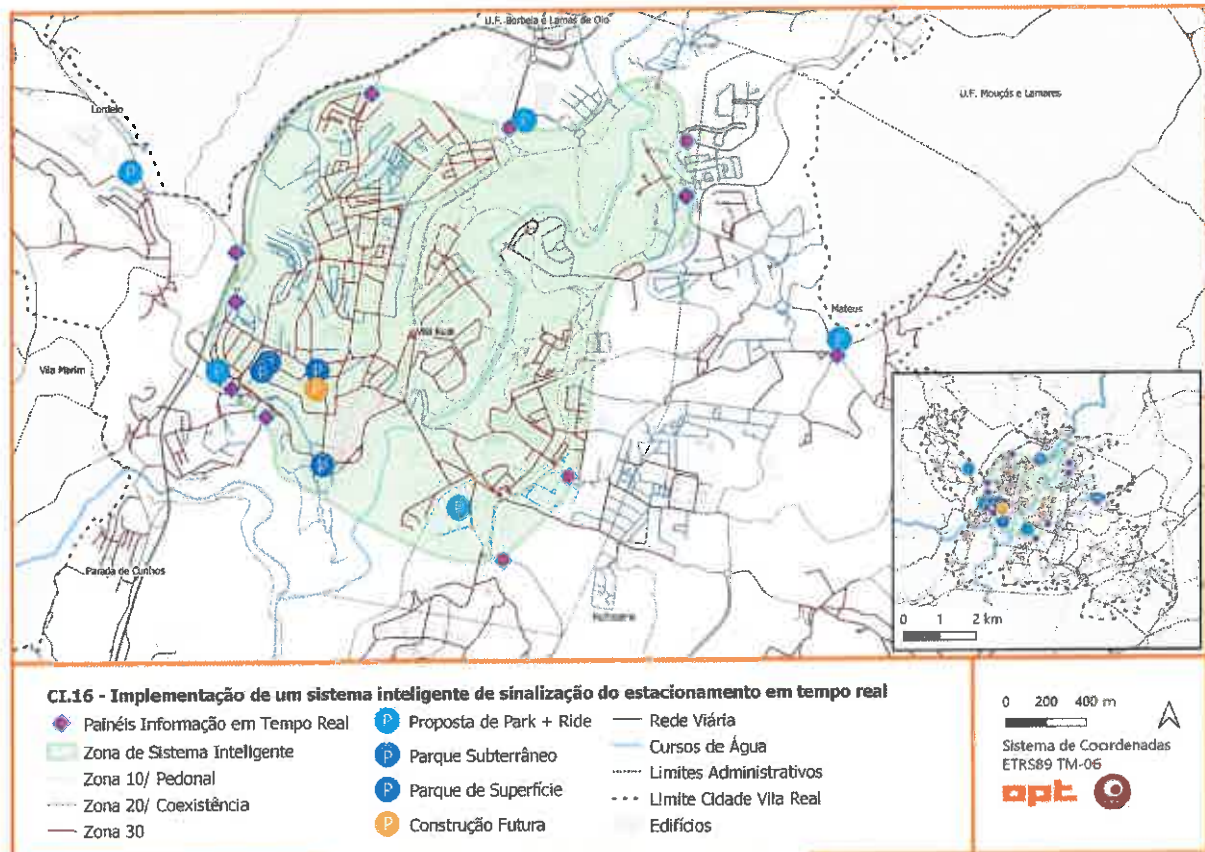 U.F. Borbela e Lamas de Olo
Lordelo
U.F. Mouçós e Lamares
P
P
Mateus
P
Vila Real
Vila Marim
P
P
P
P
P
P
Parada de Cunhos
0 1 2 km
CI.16 - Implementação de um sistema inteligente de sinalização do estacionamento em tempo real
Painéis Informação em Tempo Real
Zona de Sistema Inteligente
Zona 10/ Pedonal
Zona 20/ Coexistência
Zona 30
P Proposta de Park + Ride
P Parque Subterrâneo
P Parque de Superfície
P Construção Futura
Rede Viária
Cursos de Água
Limites Administrativos
Limite Cidade Vila Real
Edifícios
0 200 400 m
Sistema de Coordenadas
ETRS89 TM-06
opt